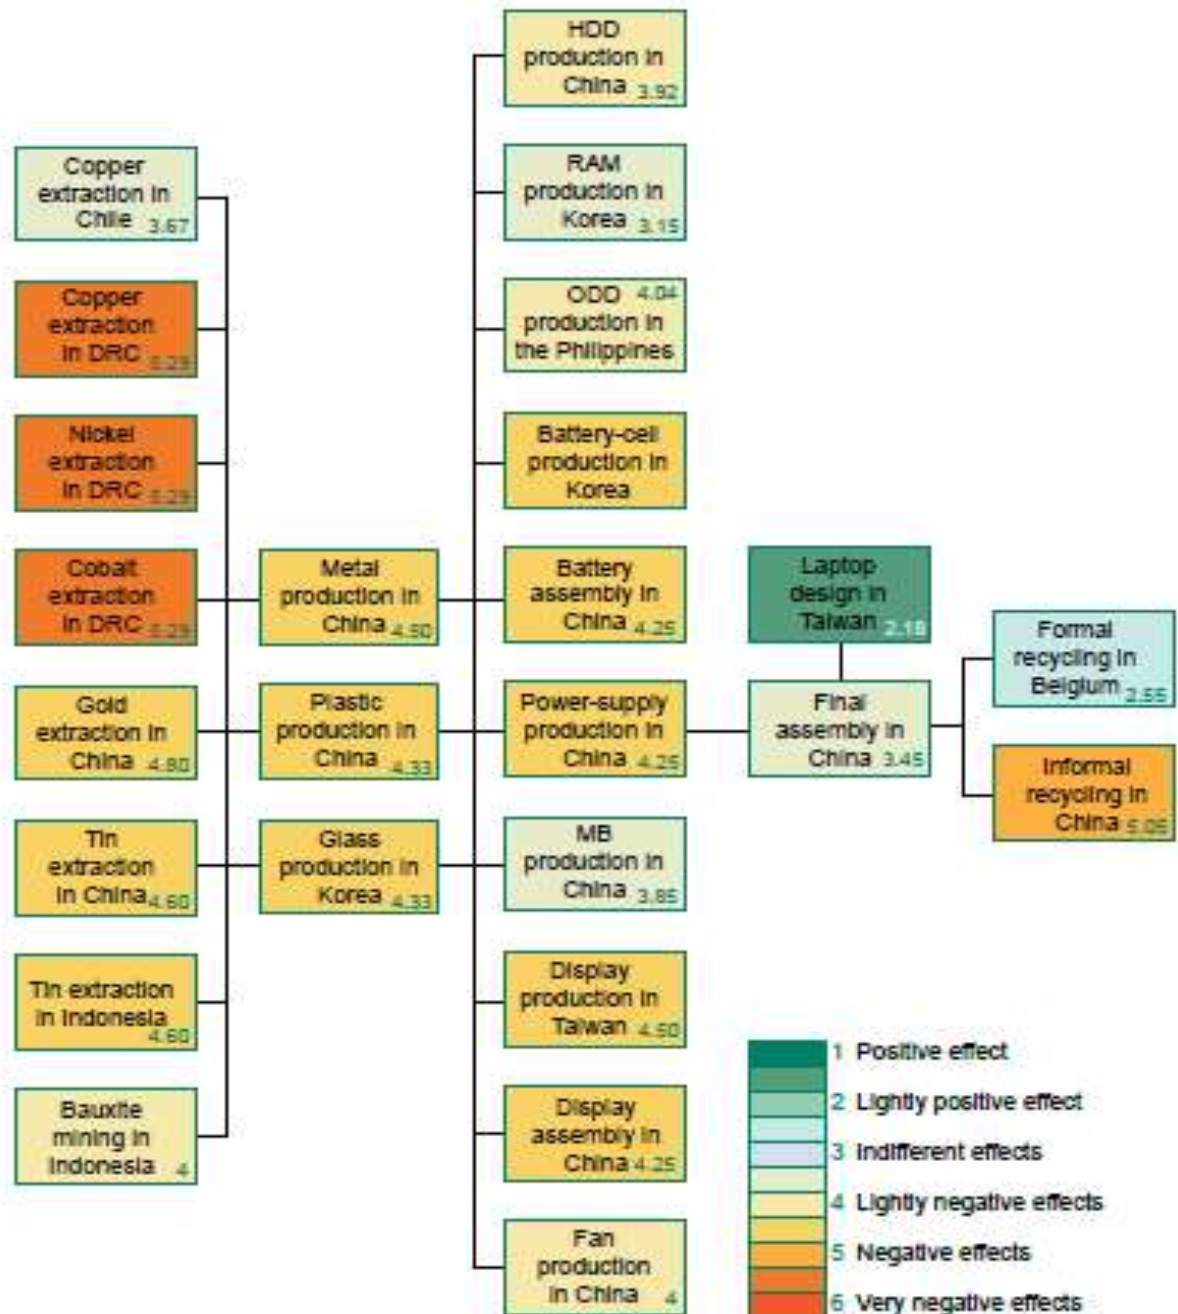 HDD
production in
China 3.92
Copper
extraction in
Chile 3.67
RAM
production in
Korea 3.15
Copper
extraction
in DRC
ODD 4.04
production in
the Philippines
Nickel
extraction
in DRC
Battery-cell
production in
Korea
Cobalt
extraction
in DRC
Metal
production in
China 4.50
Battery
assembly in
China 4.25
Laptop
design in
Taiwan
Formal
recycling in
Belgium 2.55
Gold
extraction in
China 4.80
Plastic
production in
China 4.33
Power-supply
production in
China 4.25
Final
assembly in
China 3.45
Informal
recycling in
China 5.05
Tin
extraction
in China 4.60
Glass
production in
Korea 4.33
MB
production in
China 3.85
Tin extraction
in Indonesia
4.60
Display
production in
Taiwan 4.50
Bauxite
mining in
Indonesia 4
Display
assembly in
China 4.25
Fan
production
in China 4
1 Positive effect
2 Lightly positive effect
3 Indifferent effects
4 Lightly negative effects
5 Negative effects
6 Very negative effects